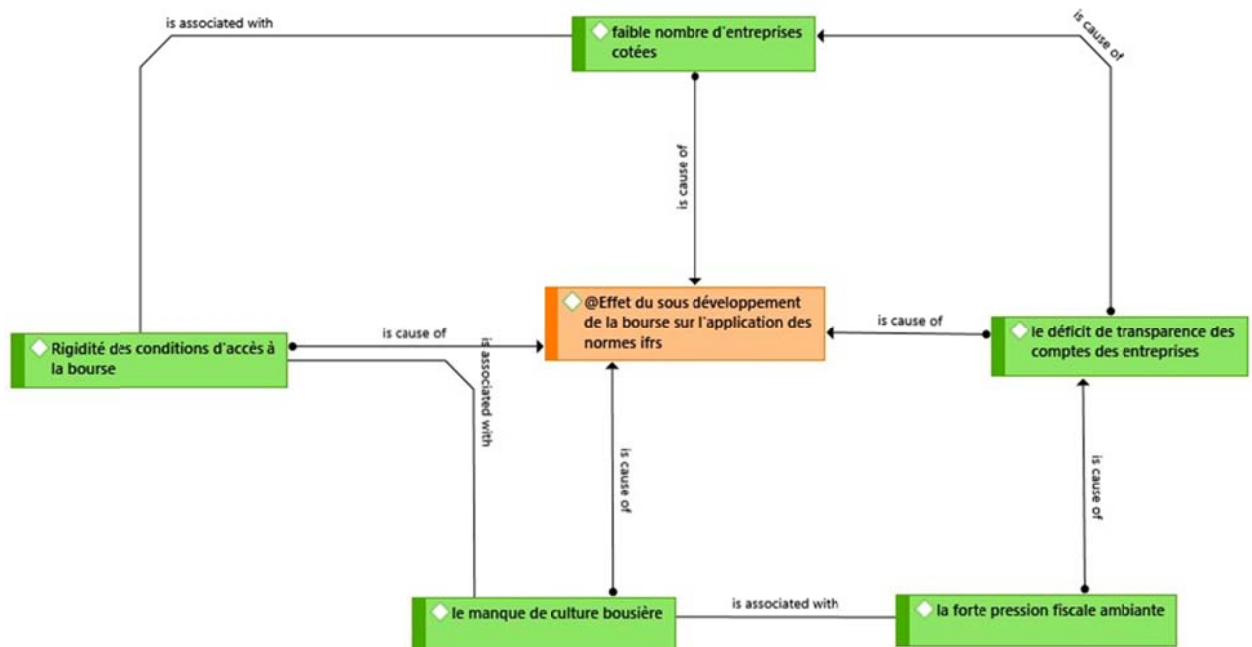 is associated with
faible nombre d'entreprises
cotées
is cause of
is cause of
@Effet du sous développement
de la bourse sur l'application des
normes ifrs
Rigidité des conditions d'accès à
la bourse
is cause of
is associated with
is cause of
le déficit de transparence des
comptes des entreprises
is cause of
is cause of
le manque de culture bousière
is associated with
la forte pression fiscale ambiante